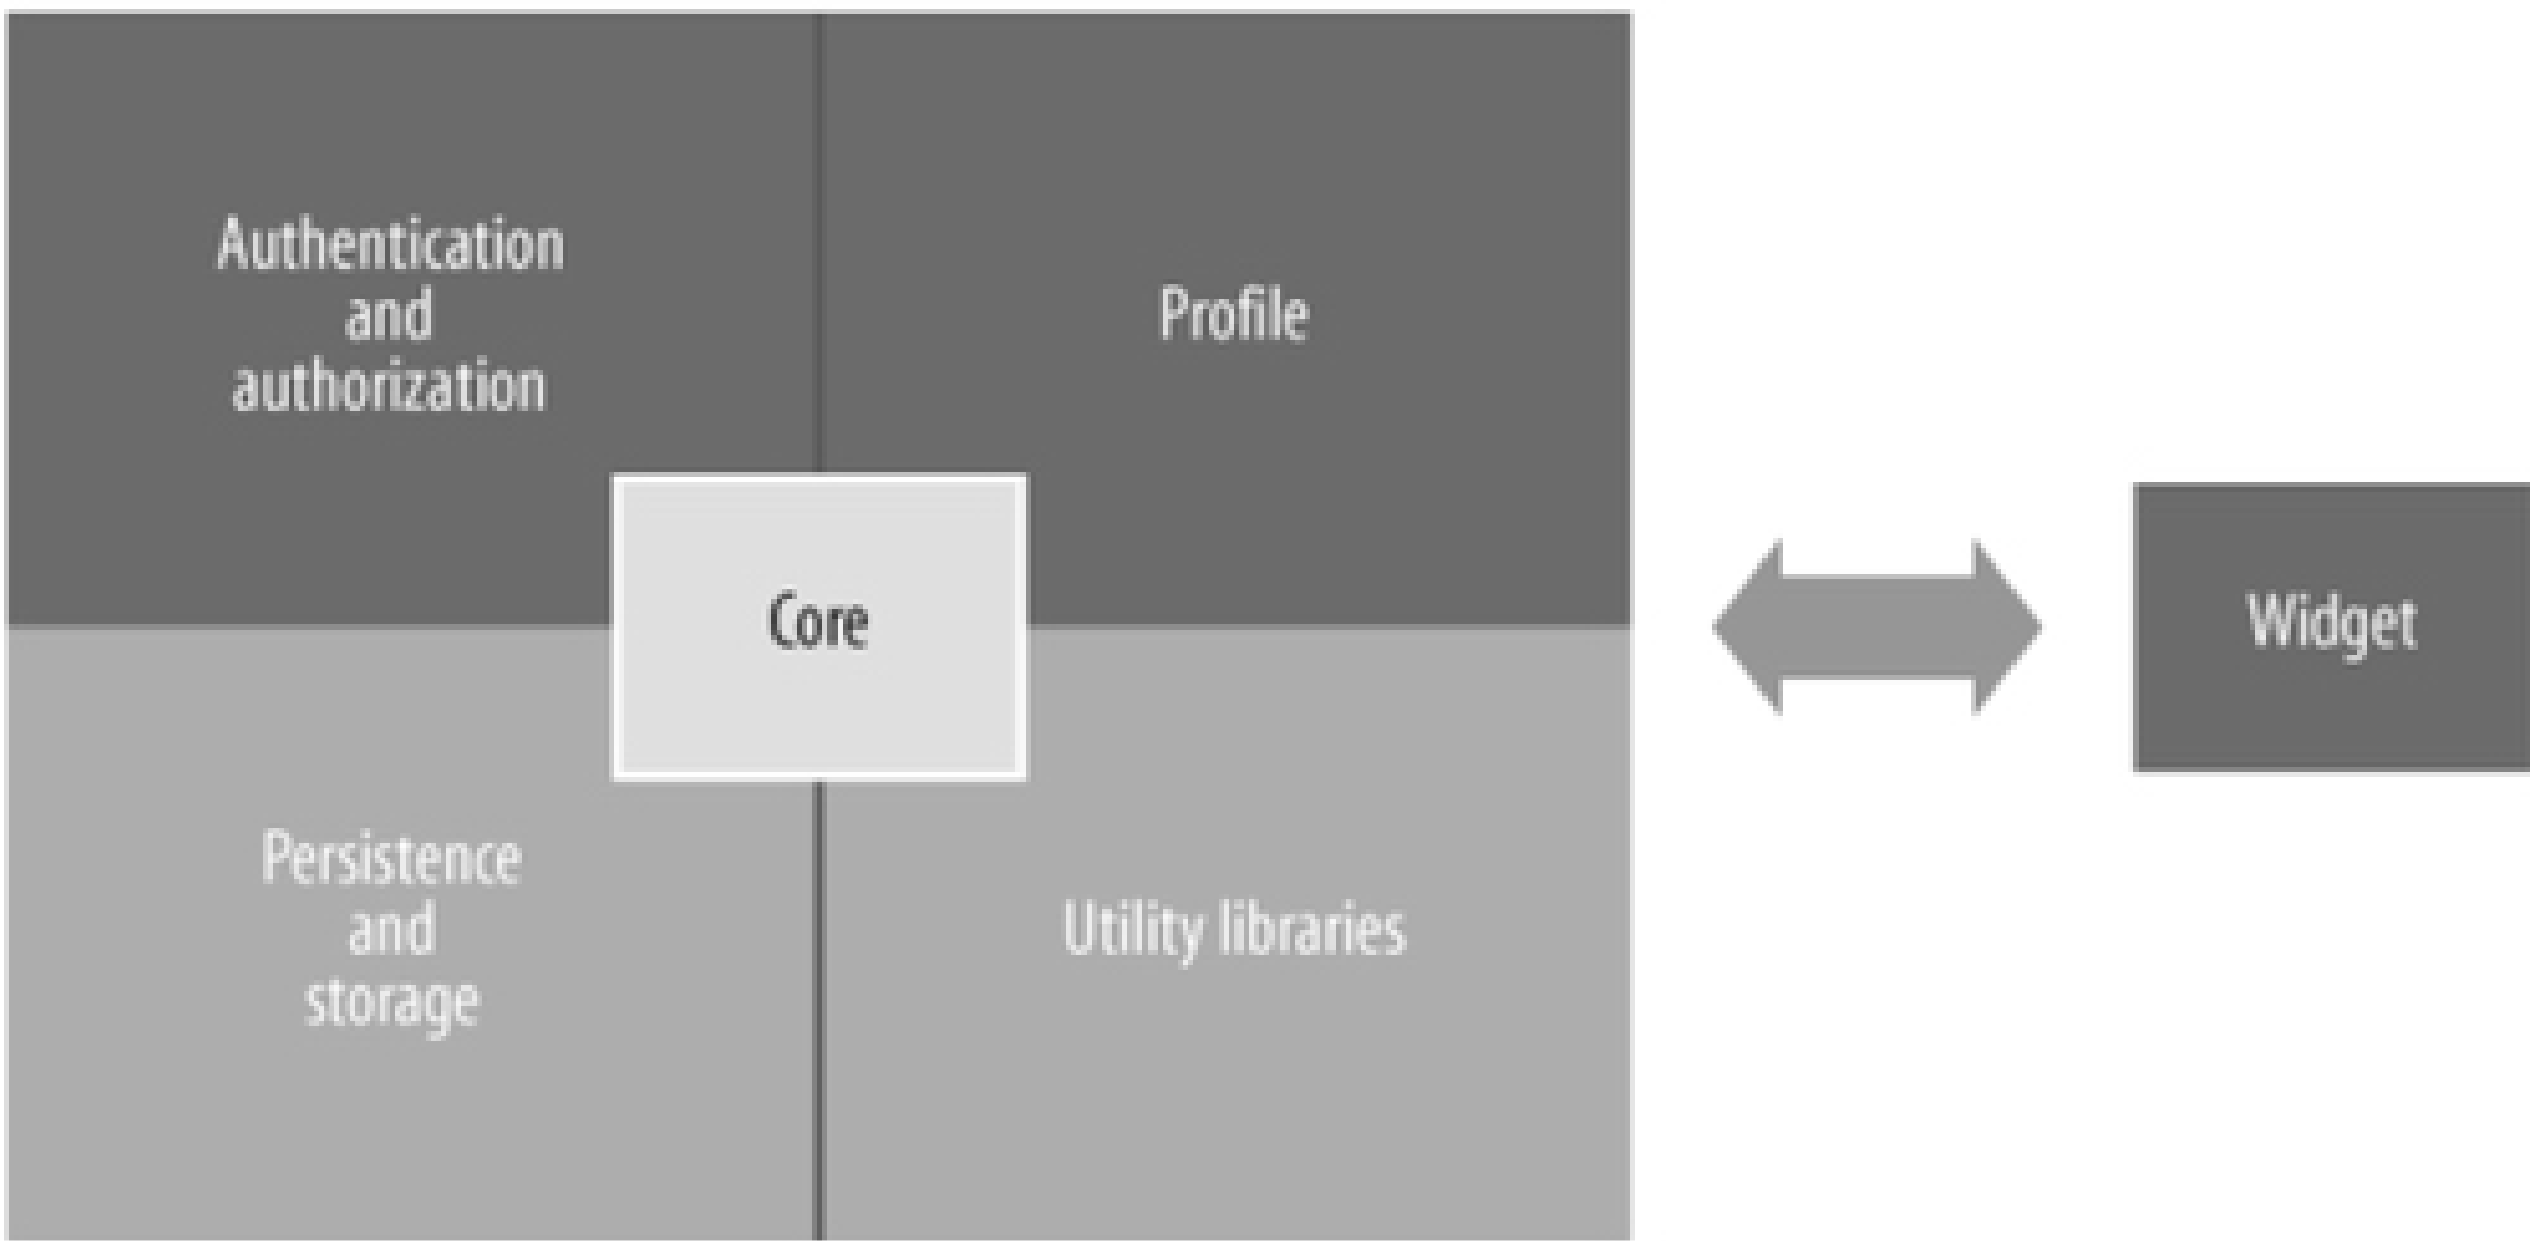 Authentication
and
authorization
Profile
Core
Widget
Persistence
and
storage
Utility libraries